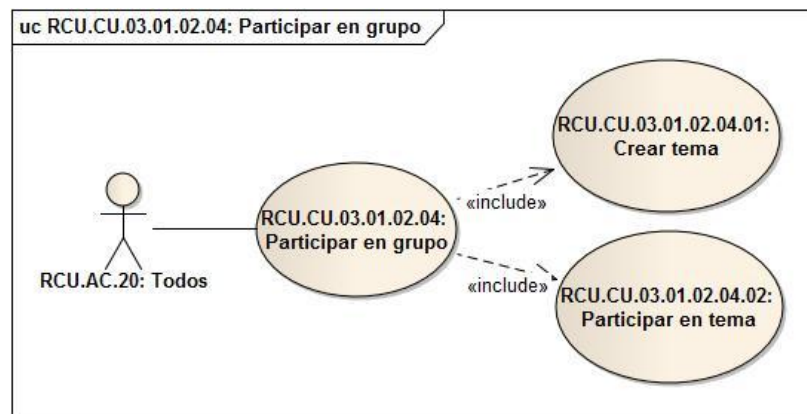 uc RCU.CU.03.01.02.04: Participar en grupo
RCU.CU.03.01.02.04.01:
Crear tema
«include»
RCU.CU.03.01.02.04:
Participar en grupo
RCU.AC.20: Todos
«include»
RCU.CU.03.01.02.04.02:
Participar en tema